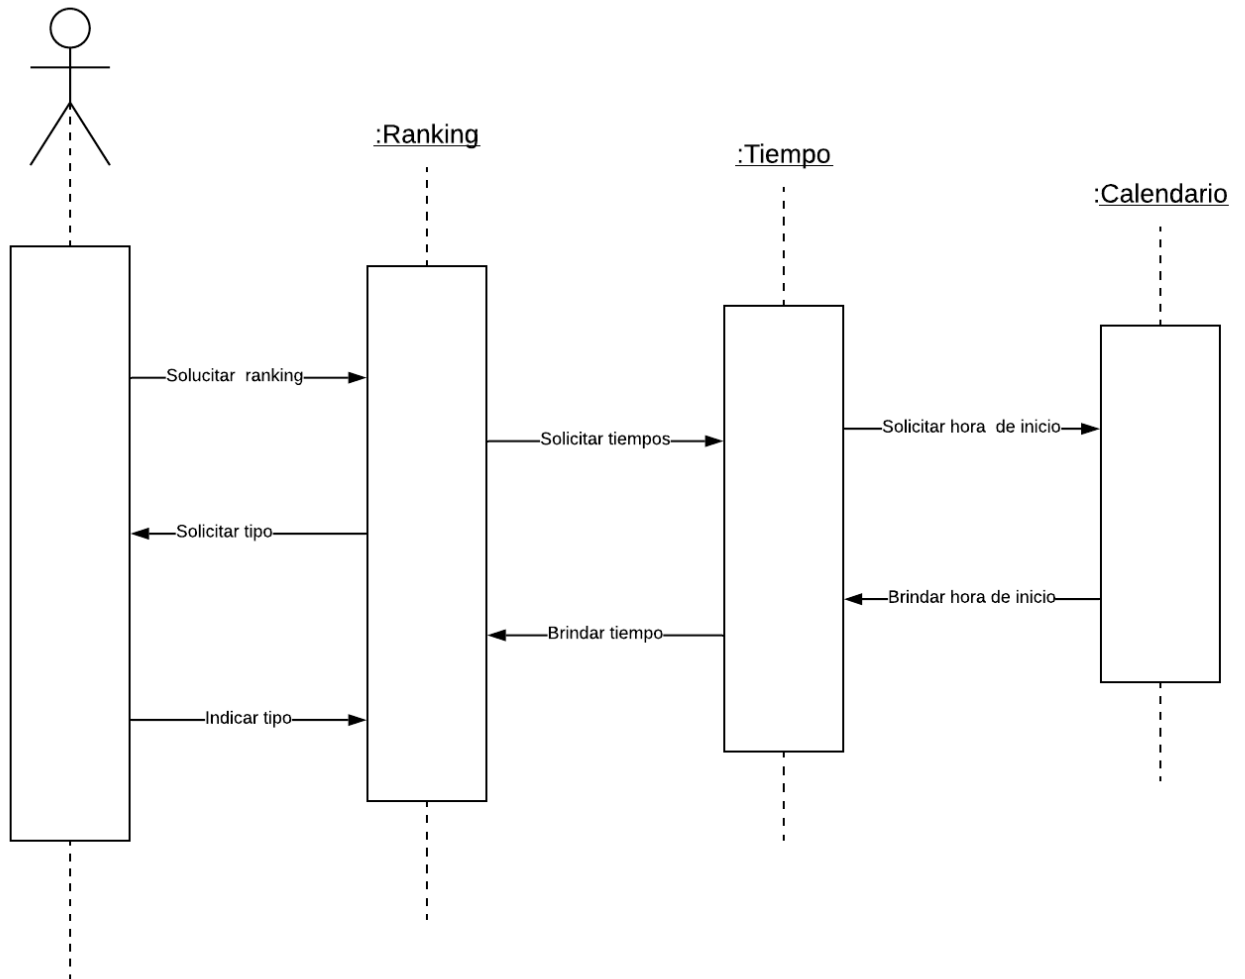 :Ranking
:Tiempo
:Calendario
Solucitar ranking
Solicitar hora de inicio
Solicitar tiempos
Solicitar tipo
Brindar hora de inicio
Brindar tiempo
Indicar tipo